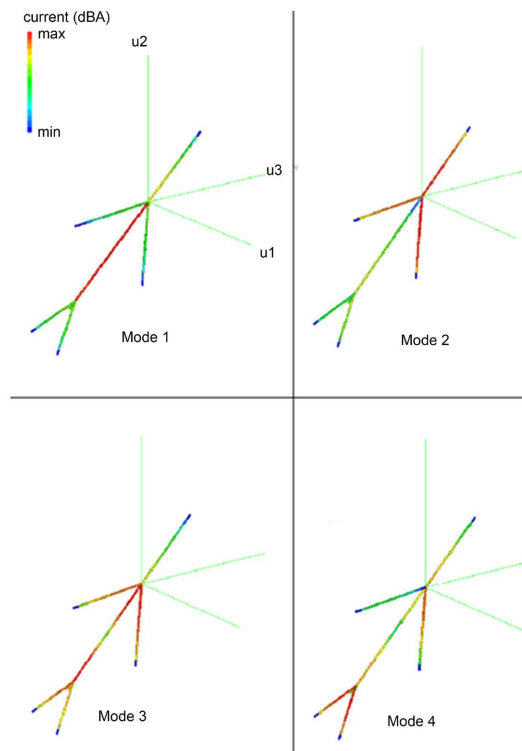 current (dBA)
max
min
u2
u3
u1
Mode 1
Mode 2
Mode 3
Mode 4